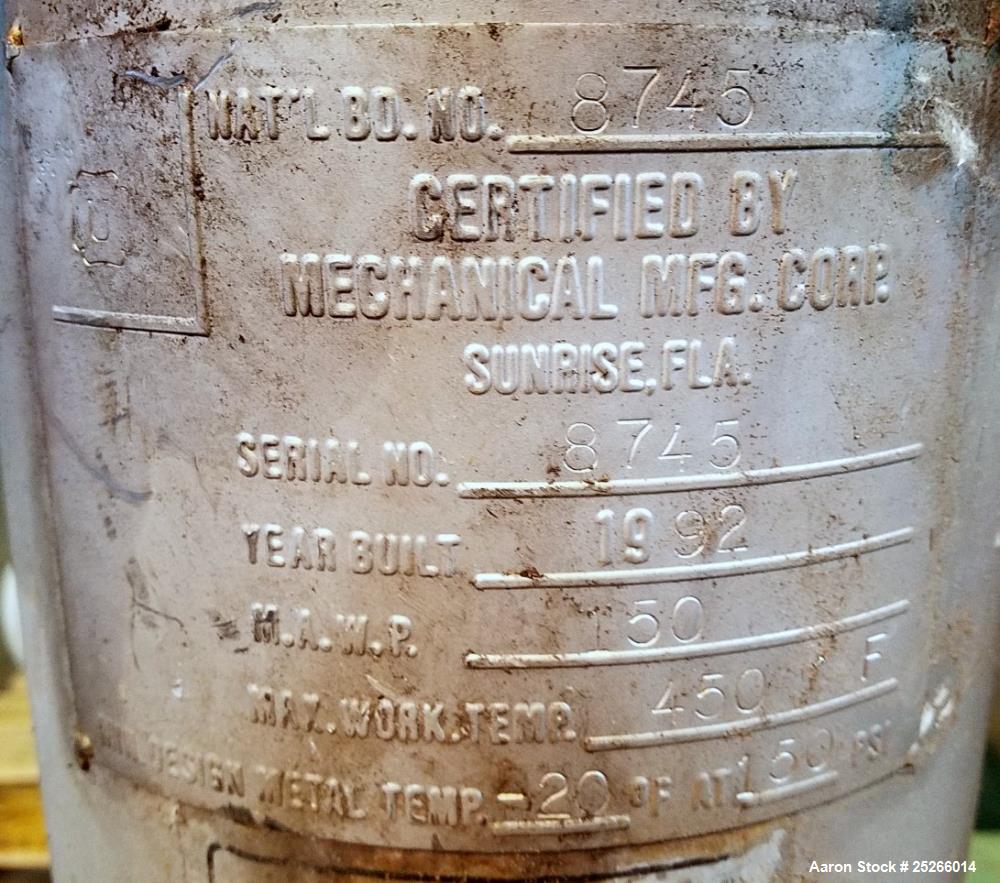 NAT'L BD. NO. 8745
U
CERTIFIED BY
MECHANICAL MFG. CORP.
SUNRISE, FLA.
SERIAL NO. 8745
YEAR BUILT 1992
M.A.W.P. 150
MAX. WORK. TEMP. 450 F
DESIGN METAL TEMP. -20 OF AT 150 PSI
Aaron Stock # 25266014